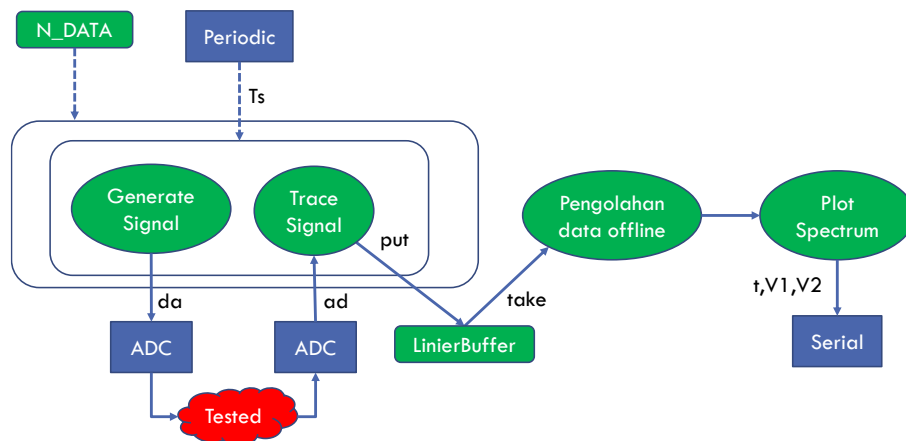 N_DATA
Periodic
Ts
Generate
Signal
Trace
Signal
put
da
ad
ADC
ADC
Tested
LinierBuffer
take
Pengolahan
data offline
Plot
Spectrum
t,V1,V2
Serial